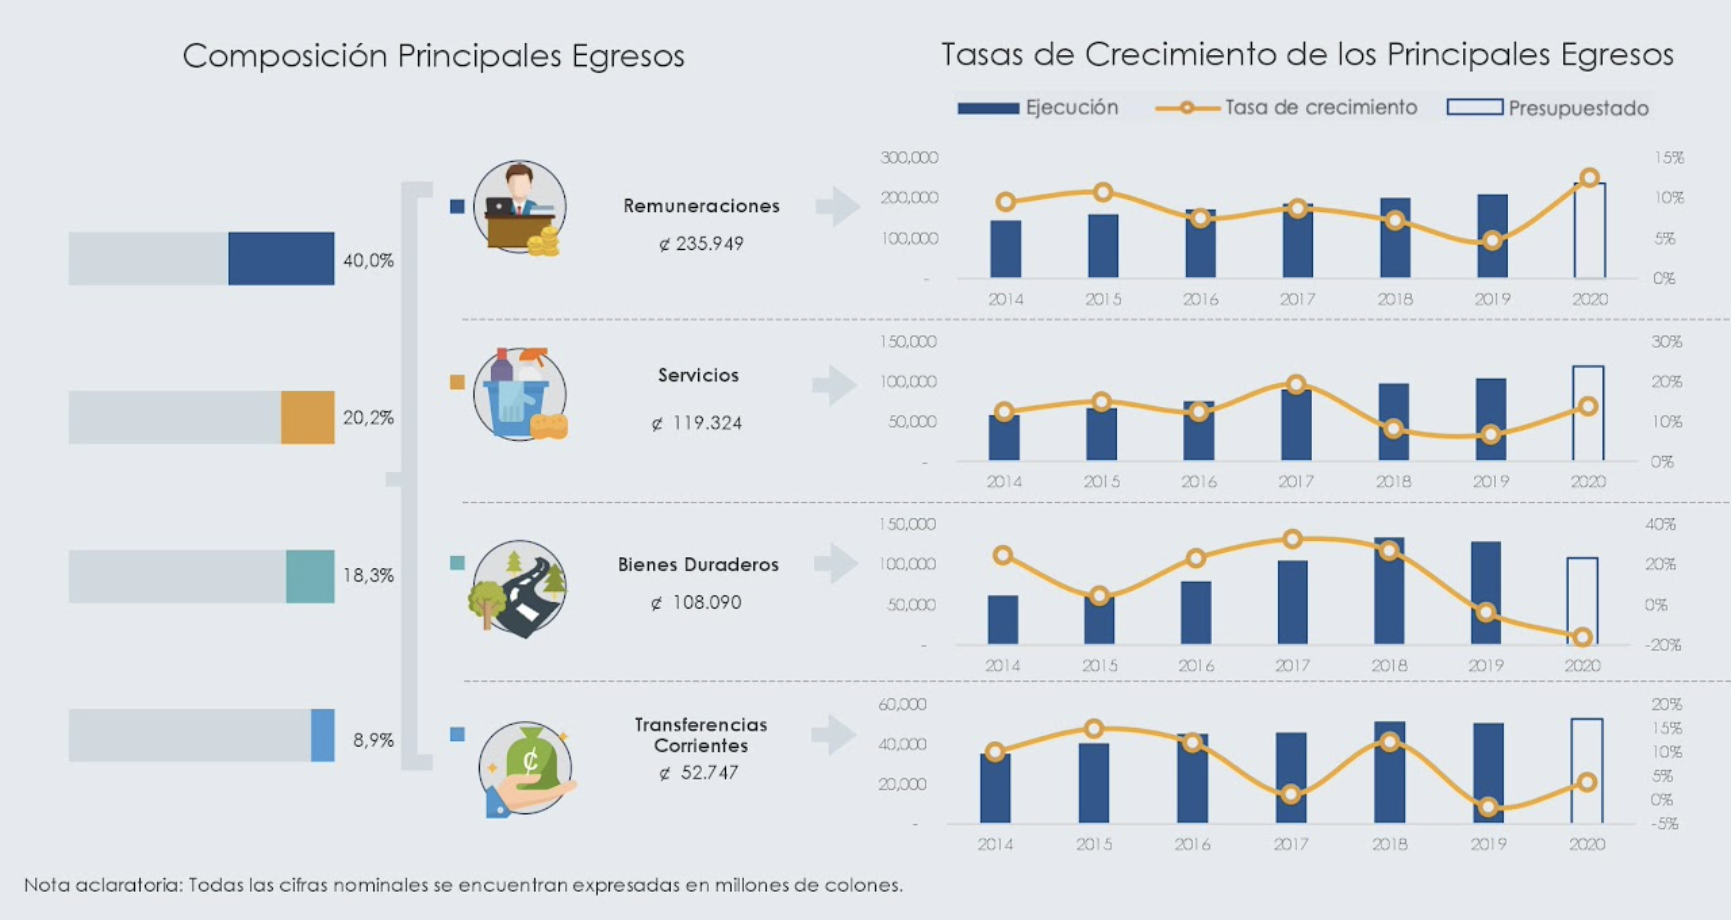 Composición Principales Egresos
Tasas de Crecimiento de los Principales Egresos
Ejecución
Tasa de crecimiento
Presupuestado
40,0%
20,2%
18,3%
8,9%
Remuneraciones
¢ 235.949
300,000
200,000
100,000
-
15%
10%
5%
0%
2014 2015 2016 2017 2018 2019 2020
Servicios
¢ 119.324
150,000
100,000
50,000
-
30%
20%
10%
0%
2014 2015 2016 2017 2018 2019 2020
Bienes Duraderos
¢ 108.090
150,000
100,000
50,000
-
40%
20%
0%
-20%
2014 2015 2016 2017 2018 2019 2020
¢
Transferencias
Corrientes
¢ 52.747
60,000
40,000
20,000
-
20%
15%
10%
5%
0%
-5%
2014 2015 2016 2017 2018 2019 2020
Nota aclaratoria: Todas las cifras nominales se encuentran expresadas en millones de colones.